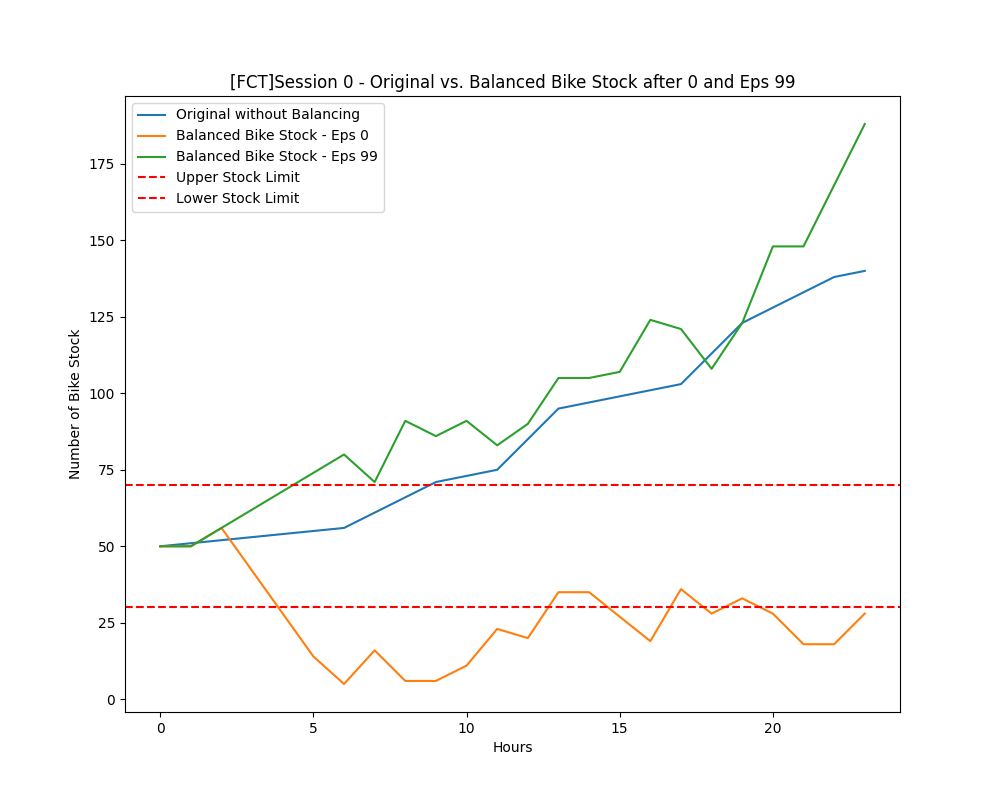 [FCT]Session 0 - Original vs. Balanced Bike Stock after 0 and Eps 99
Original without Balancing
Balanced Bike Stock - Eps 0
Balanced Bike Stock - Eps 99
Upper Stock Limit
Lower Stock Limit
175
150
125
100
75
50
25
0
Number of Bike Stock
0 5 10 15 20
Hours